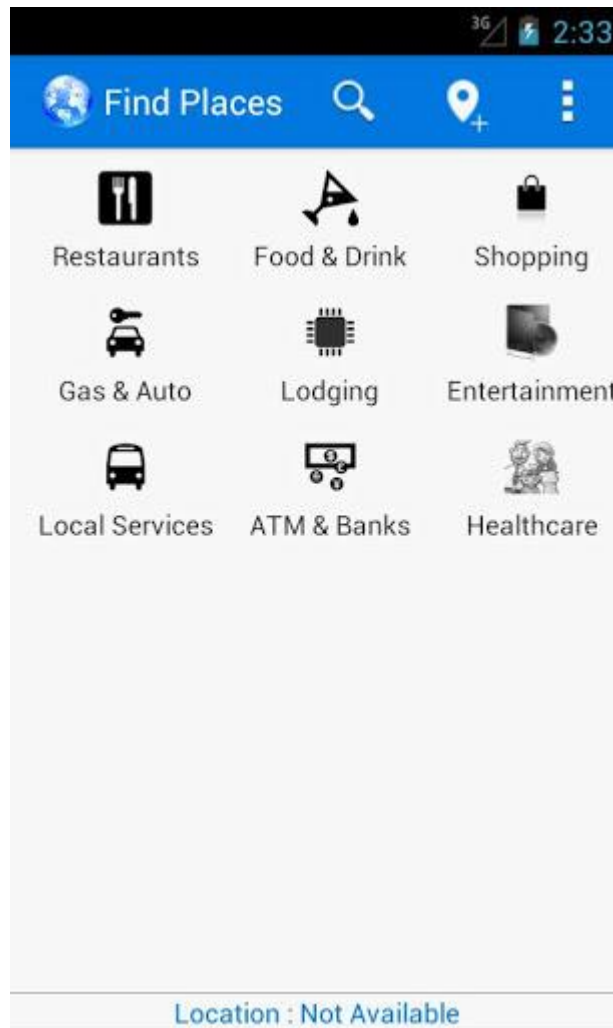 3G 2:33
Find Places
Restaurants Food & Drink Shopping
Gas & Auto Lodging Entertainment
Local Services ATM & Banks Healthcare
Location : Not Available